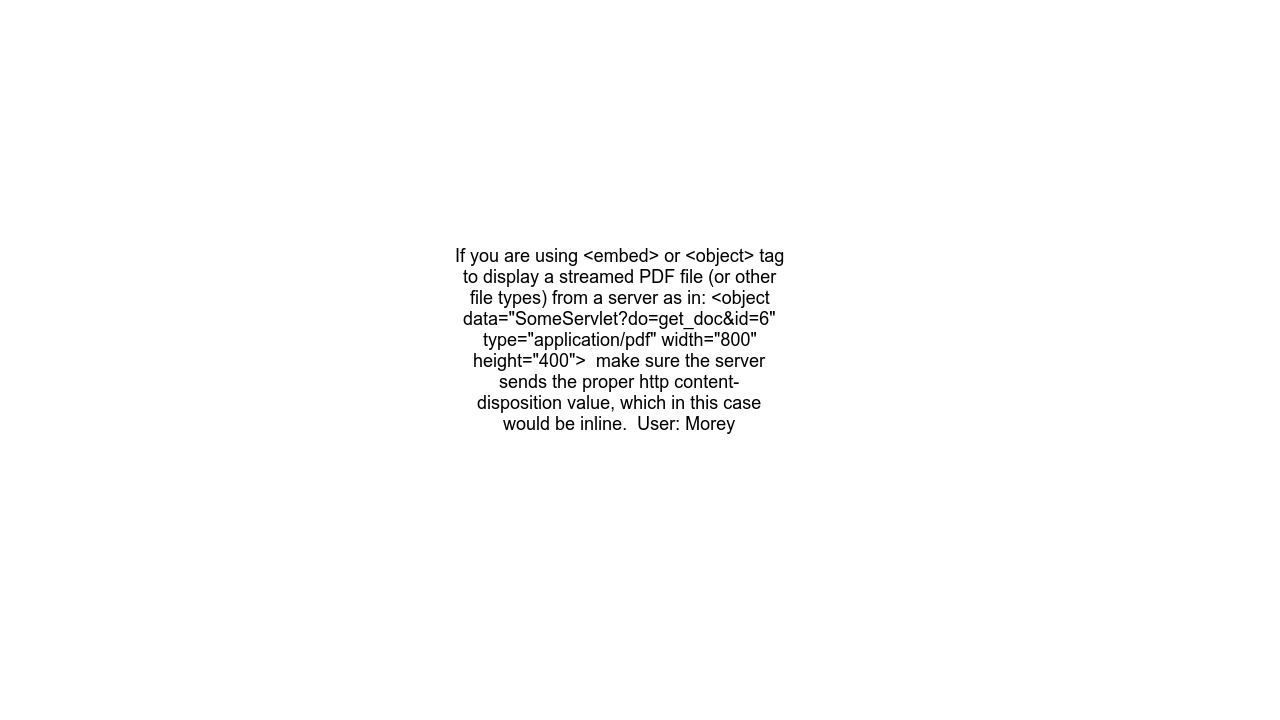 If you are using <embed> or <object> tag
to display a streamed PDF file (or other
file types) from a server as in: <object
data="SomeServlet?do=get_doc&id=6"
type="application/pdf" width="800"
height="400">  make sure the server
sends the proper http content-
disposition value, which in this case
would be inline.  User: Morey